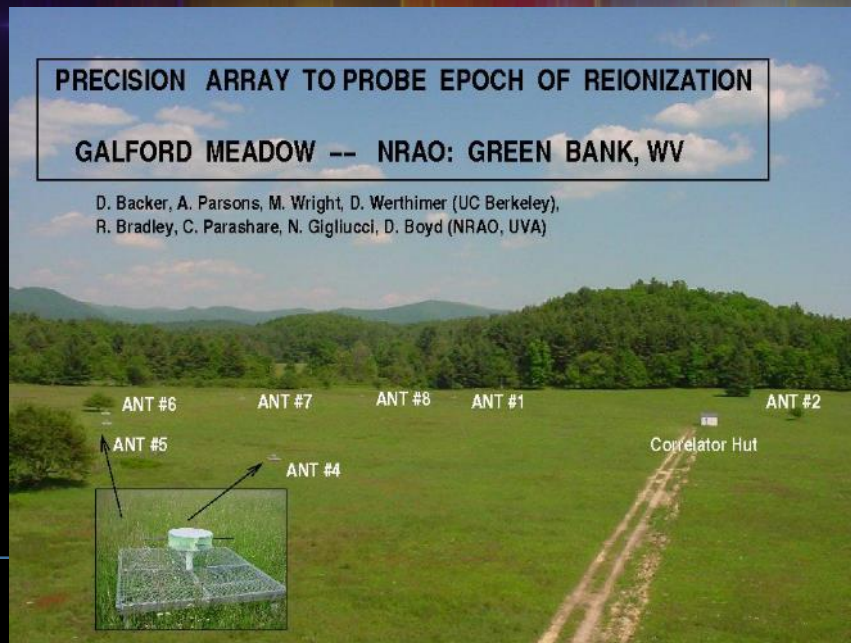 PRECISION ARRAY TO PROBE EPOCH OF REIONIZATION
GALFORD MEADOW -- NRAO: GREEN BANK, WV
D. Backer, A. Parsons, M. Wright, D. Werthimer (UC Berkeley),
R. Bradley, C. Parashare, N. Gigliucci, D. Boyd (NRAO, UVA)
ANT #6
ANT #7
ANT #8
ANT #1
ANT #2
ANT #5
Correlator Hut
ANT #4